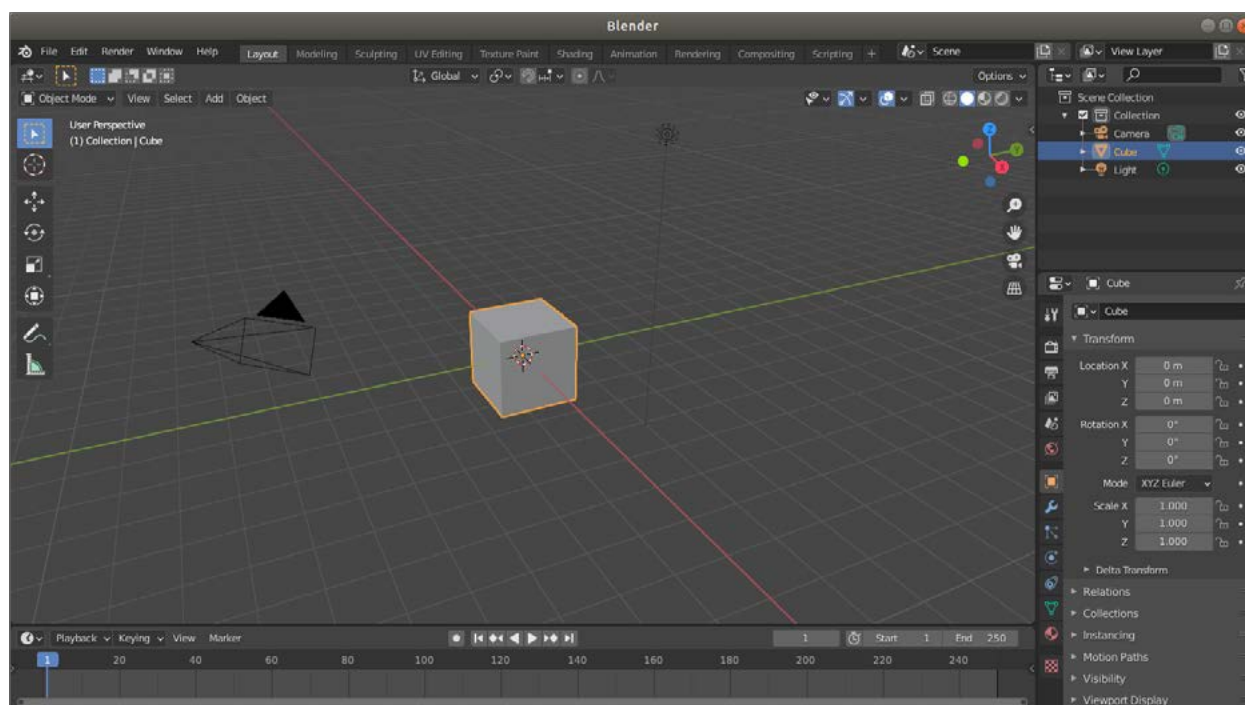 Blender
File Edit Render Window Help Layout Modeling Sculpting UV Editing Texture Paint Shading Animation Rendering Compositing Scripting + Scene View Layer
Global Options
Object Mode View Select Add Object
User Perspective
(1) Collection | Cube
Z
Y
X
Scene Collection
Collection
Camera
Cube
Light
Cube
Cube
Transform
Location X 0 m
Y 0 m
Z 0 m
Rotation X 0°
Y 0°
Z 0°
Mode XYZ Euler
Scale X 1.000
Y 1.000
Z 1.000
Delta Transform
Relations
Collections
Instancing
Motion Paths
Visibility
Viewport Display
Playback Keying View Marker 1 Start 1 End 250
1 20 40 60 80 100 120 140 160 180 200 220 240